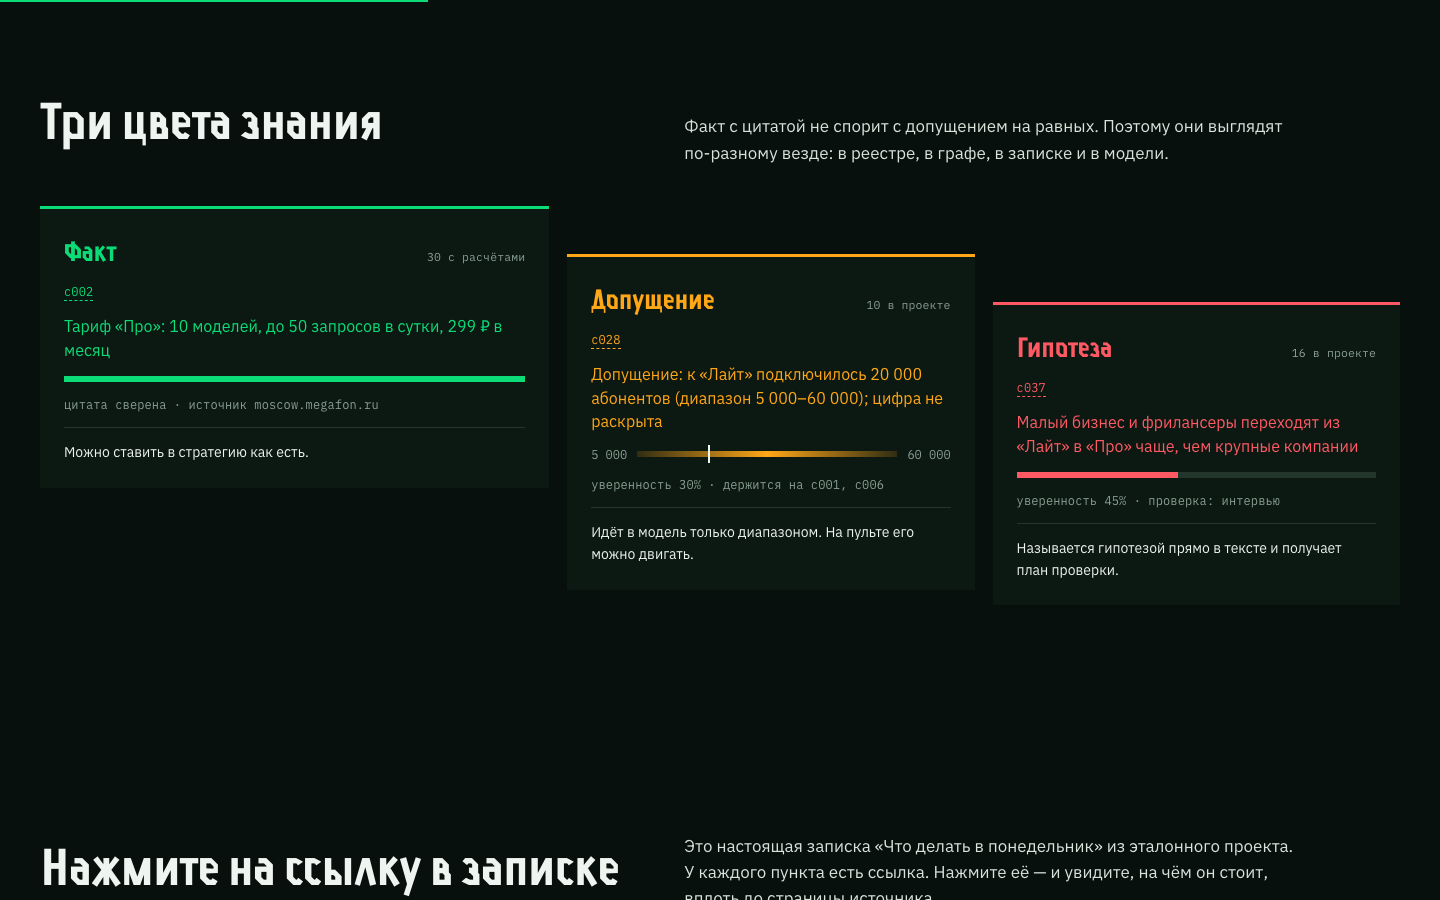 Три цвета знания
Факт с цитатой не спорит с допущением на равных. Поэтому они выглядят
по-разному везде: в реестре, в графе, в записке и в модели.
Факт
30 с расчётами
c002
Тариф «Про»: 10 моделей, до 50 запросов в сутки, 299 ₽ в
месяц
цитата сверена · источник moscow.megafon.ru
Можно ставить в стратегию как есть.
Допущение
10 в проекте
c028
Допущение: к «Лайт» подключилось 20 000
абонентов (диапазон 5 000–60 000); цифра не
раскрыта
5 000
60 000
уверенность 30% · держится на c001, c006
Идёт в модель только диапазоном. На пульте его
можно двигать.
Гипотеза
16 в проекте
c037
Малый бизнес и фрилансеры переходят из
«Лайт» в «Про» чаще, чем крупные компании
уверенность 45% · проверка: интервью
Называется гипотезой прямо в тексте и получает
план проверки.
Нажмите на ссылку в записке
Это настоящая записка «Что делать в понедельник» из эталонного проекта.
У каждого пункта есть ссылка. Нажмите её — и увидите, на чём он стоит,
вплоть до страницы источника.